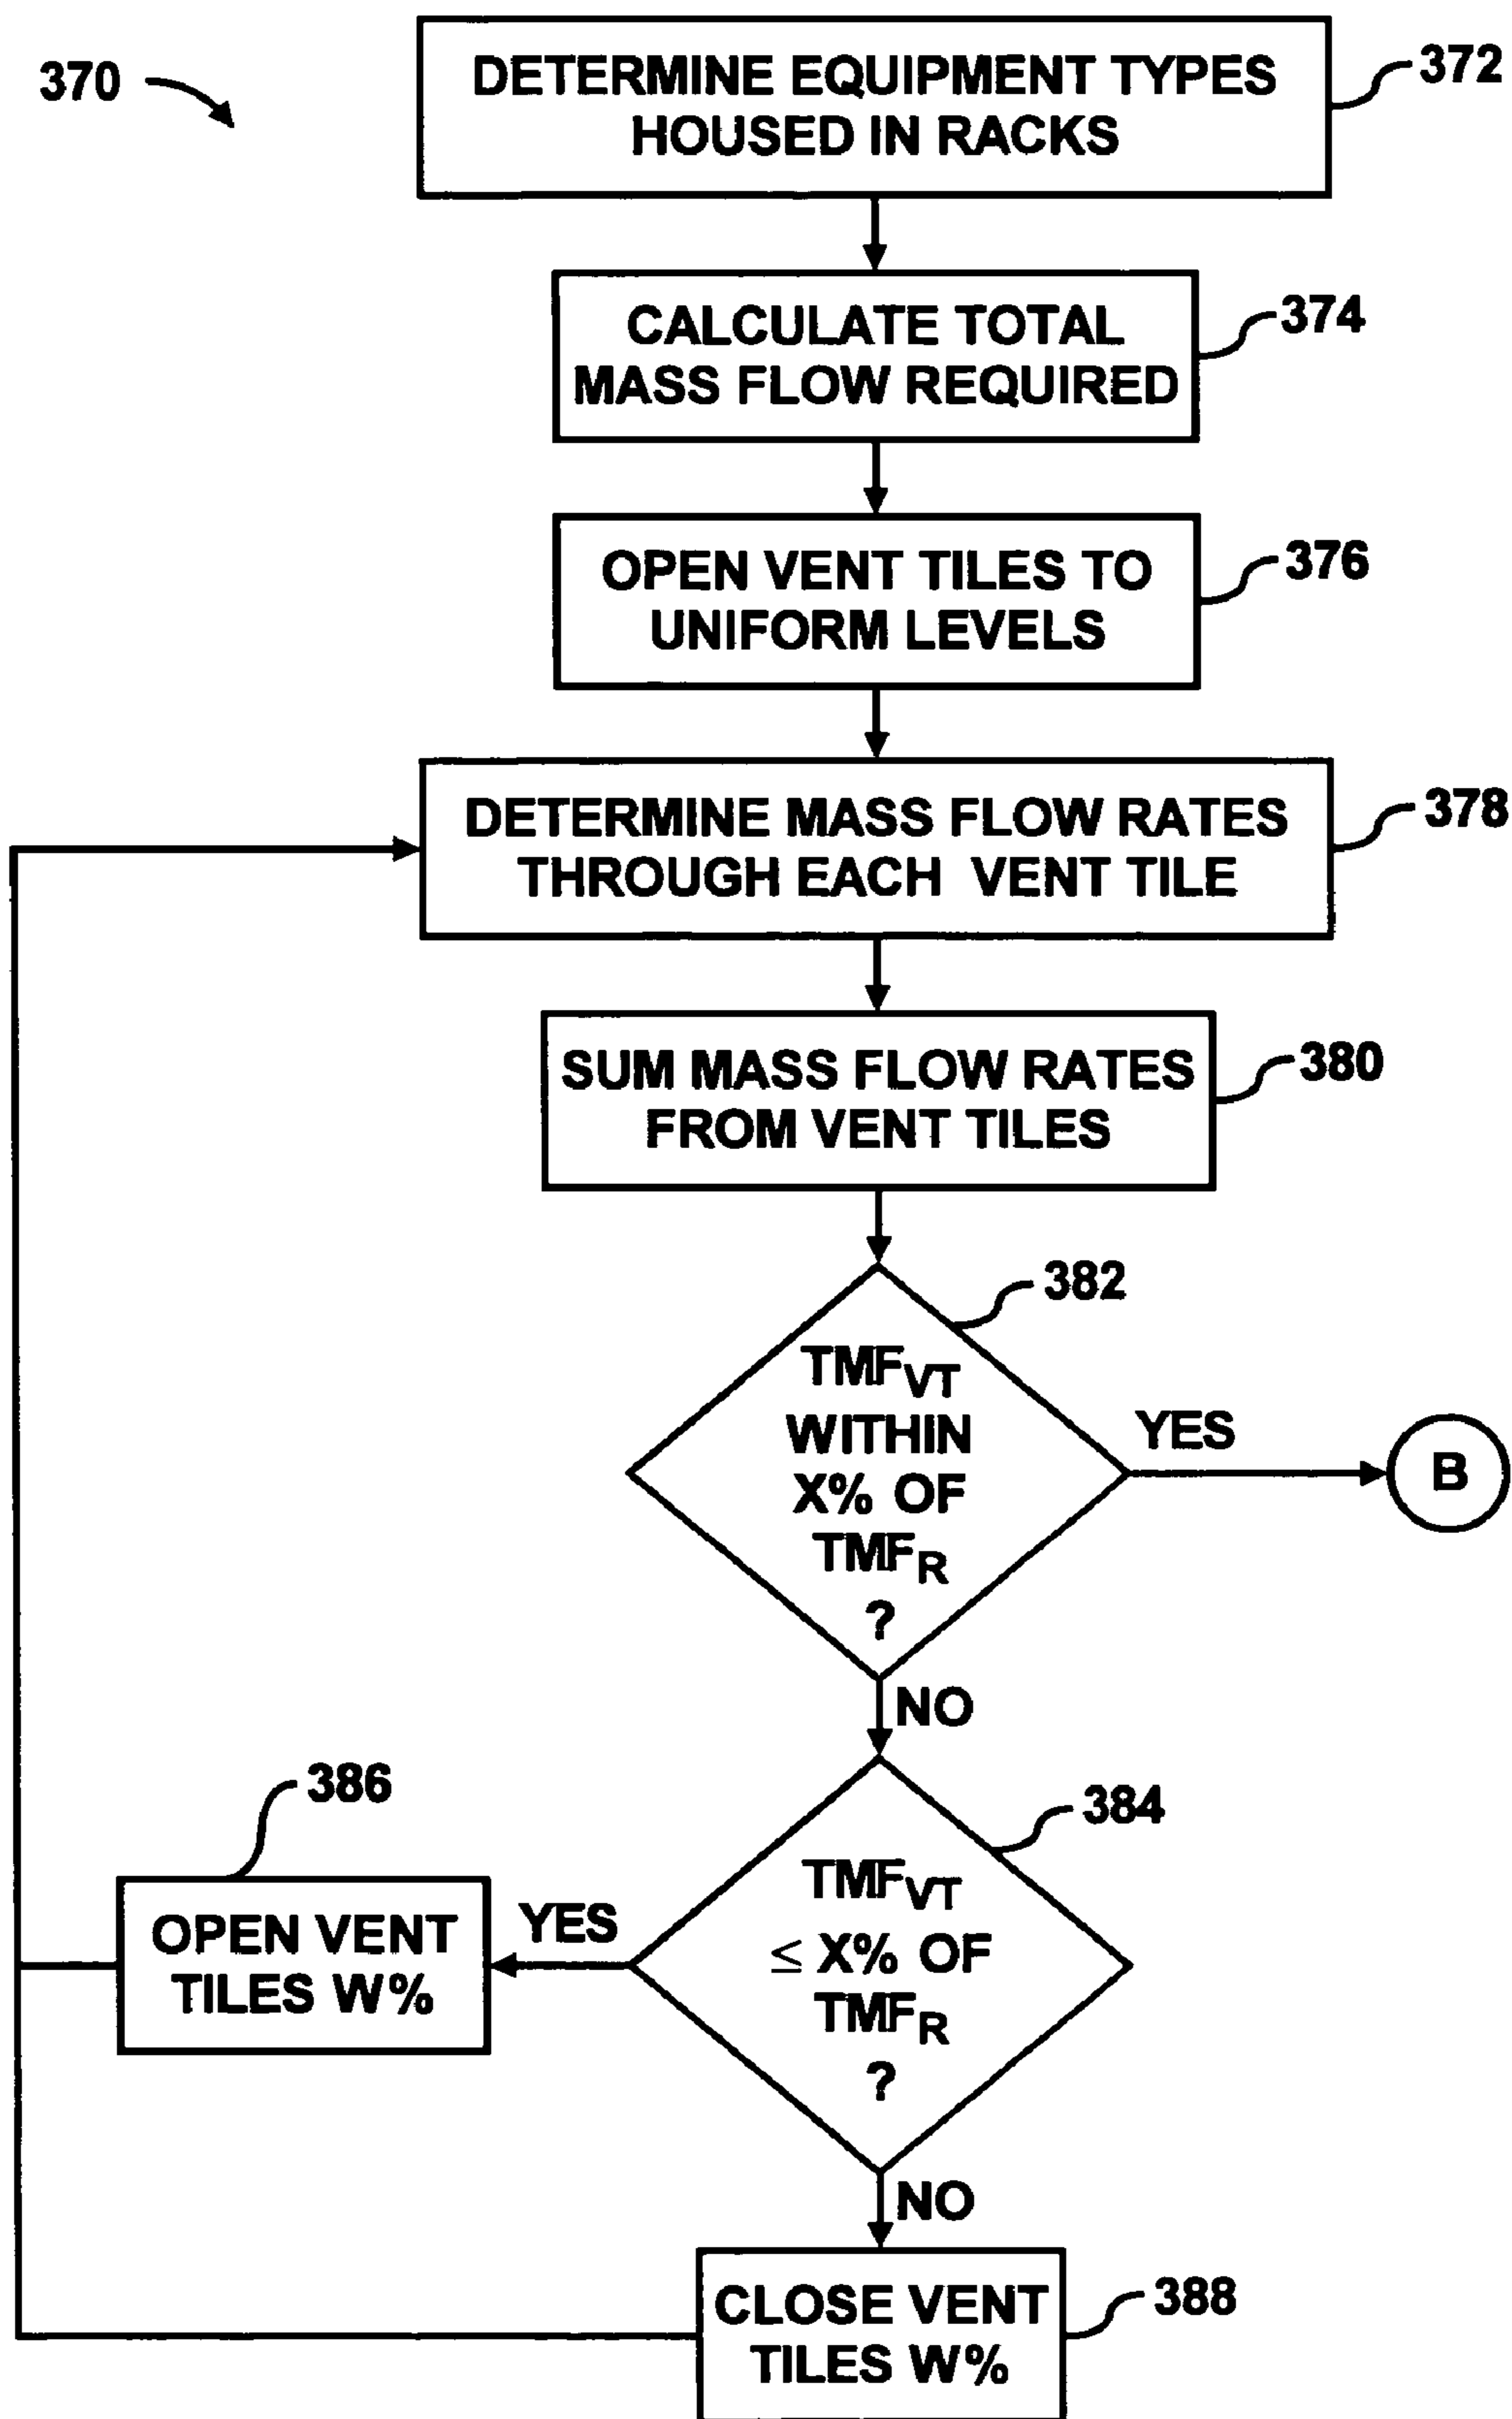 370
DETERMINE EQUIPMENT TYPES
HOUSED IN RACKS
372
CALCULATE TOTAL
MASS FLOW REQUIRED
374
OPEN VENT TILES TO
UNIFORM LEVELS
376
DETERMINE MASS FLOW RATES
THROUGH EACH VENT TILE
378
SUM MASS FLOW RATES
FROM VENT TILES
380
382
TMFVT
WITHIN
X% OF
TMFR
?
YES
B
NO
384
TMFVT
≤ X% OF
TMFR
?
YES
386
OPEN VENT
TILES W%
NO
CLOSE VENT
TILES W%
388